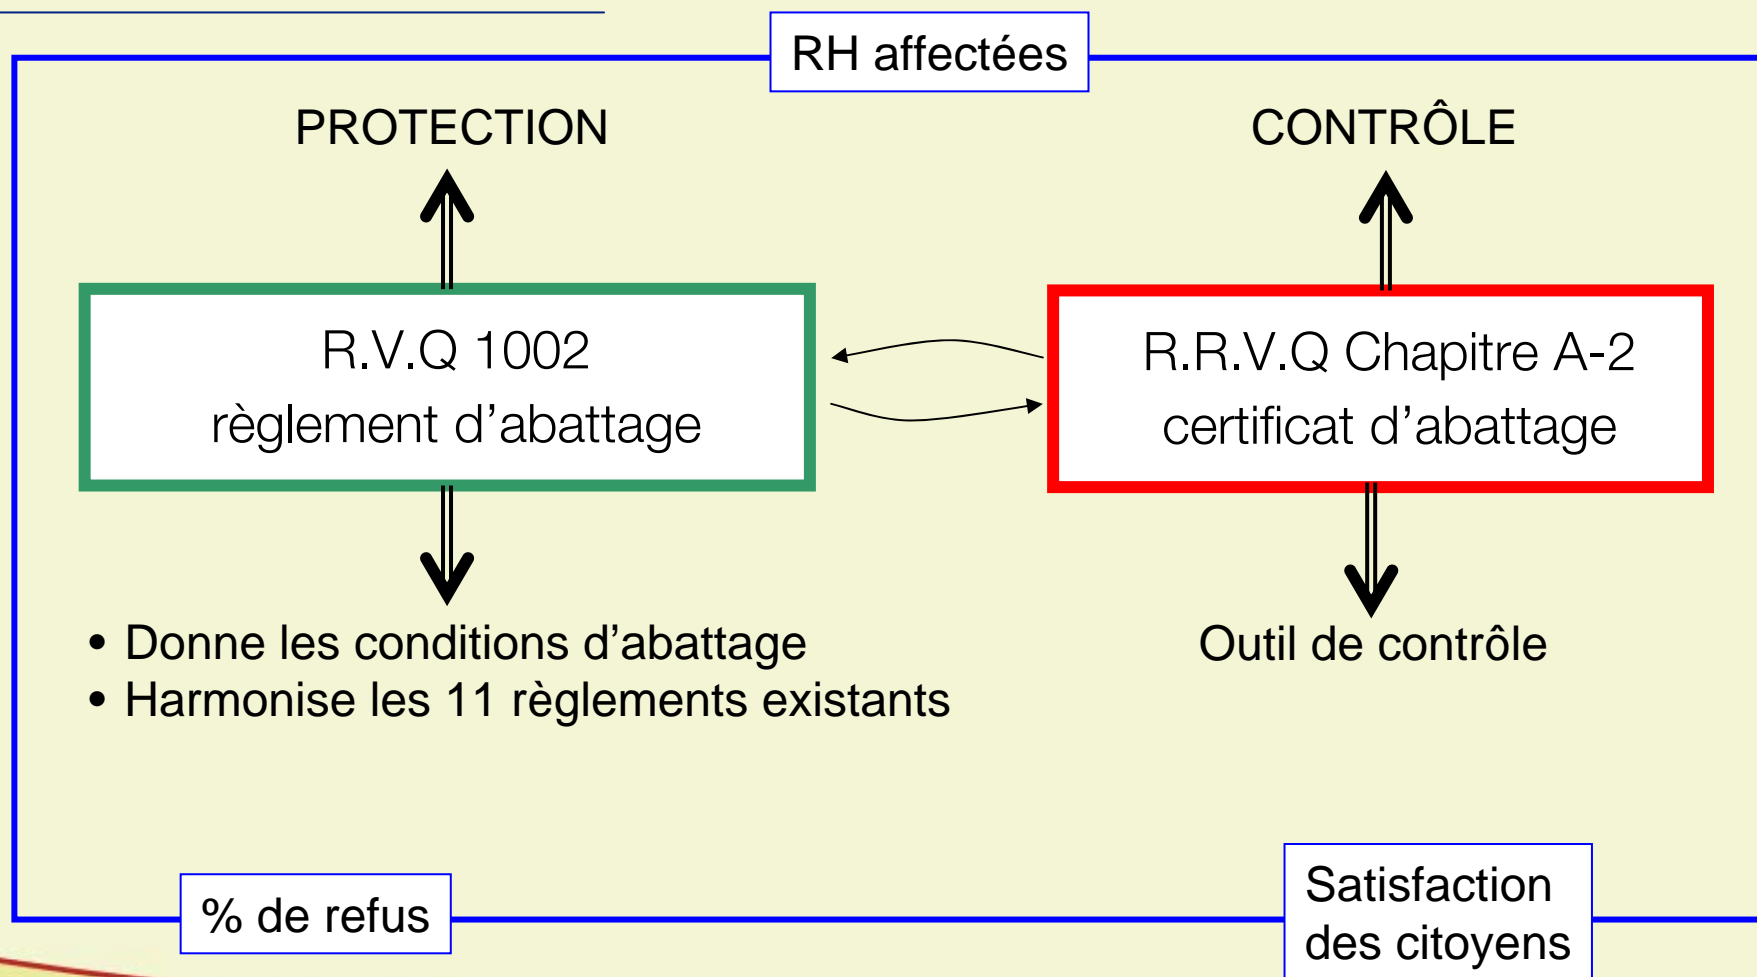 RH affectées
PROTECTION
CONTRÔLE
R.V.Q 1002
règlement d’abattage
R.R.V.Q Chapitre A-2
certificat d’abattage
• Donne les conditions d’abattage
• Harmonise les 11 règlements existants
Outil de contrôle
% de refus
Satisfaction
des citoyens